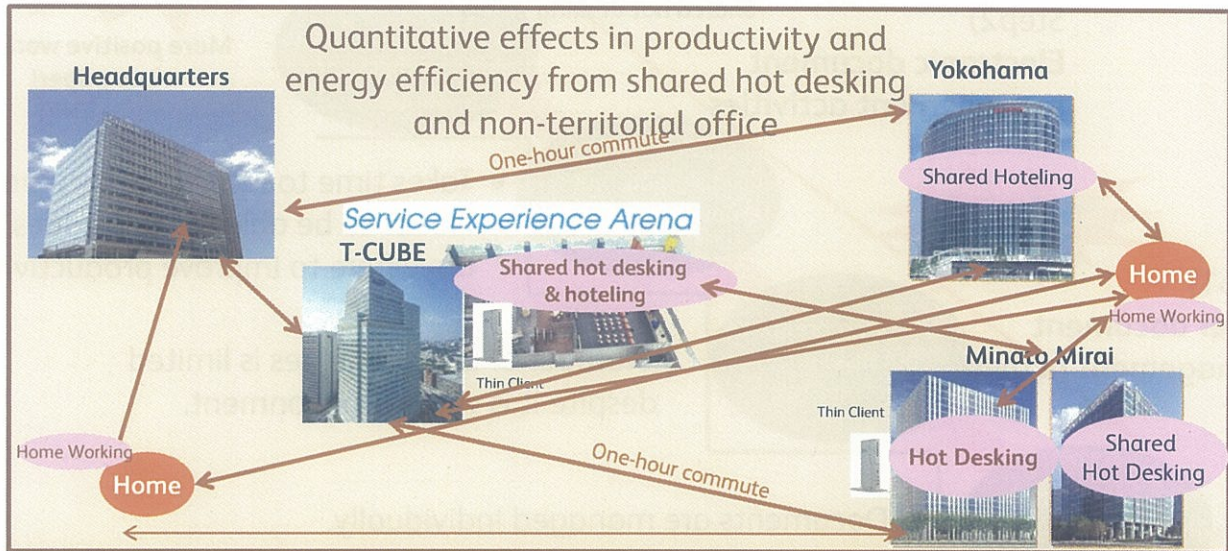 Quantitative effects in productivity and
energy efficiency from shared hot desking
and non-territorial office
Headquarters
Yokohama
One-hour commute
Shared Hoteling
Service Experience Arena
T-CUBE
Shared hot desking
& hoteling
Home
Home Working
Thin Client
Minato Mirai
Thin Client
Home Working
Home
One-hour commute
Hot Desking
Shared
Hot Desking